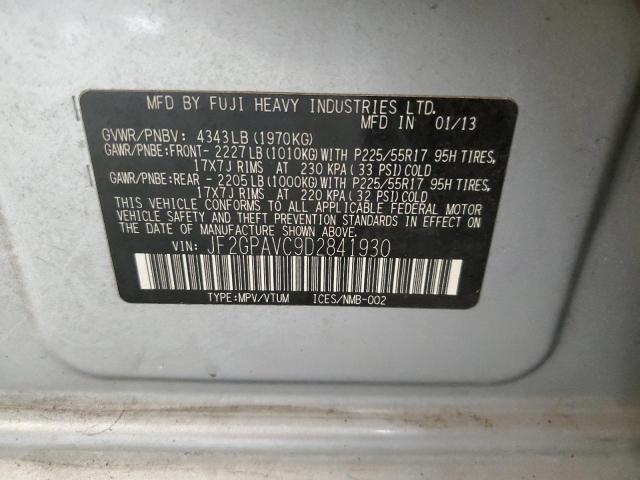 MFD BY FUJI HEAVY INDUSTRIES LTD.
MFD IN 01/13
GVWR/PNBV: 4343LB (1970KG)
GAWR/PNBE:FRONT-2227LB(1010KG)WITH P225/55R17 95H TIRES,
17X7J RIMS AT 230 KPA (33 PSI)COLD
GAWR/PNBE:REAR -2205LB(1000KG)WITH P225/55R17 95H TIRES,
17X7J RIMS AT 220 KPA (32 PSI)COLD
THIS VEHICLE CONFORMS TO ALL APPLICABLE FEDERAL MOTOR
VEHICLE SAFETY AND THEFT PREVENTION STANDARDS IN EFFECT ON
THE DATE OF MANUFACTURE SHOWN ABOVE.
VIN: JF2GPAVC9D2841930
TYPE:MPV/VTUM ICES/NMB-002